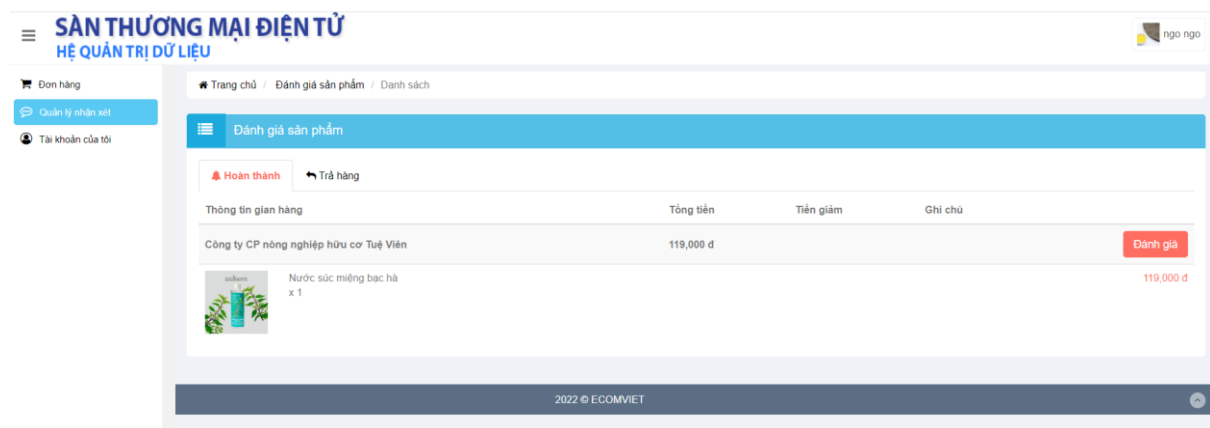 SÀN THƯƠNG MẠI ĐIỆN TỬ
HỆ QUẢN TRỊ DỮ LIỆU
ngo ngo
Đơn hàng
Quản lý nhận xét
Tài khoản của tôi
Trang chủ / Đánh giá sản phẩm / Danh sách
Đánh giá sản phẩm
Hoàn thành Trả hàng
Thông tin gian hàng Tổng tiền Tiền giảm Ghi chú
Công ty CP nông nghiệp hữu cơ Tuệ Viên 119,000 đ Đánh giá
Nước súc miệng bạc hà 119,000 đ
x 1
2022 © ECOMVIET